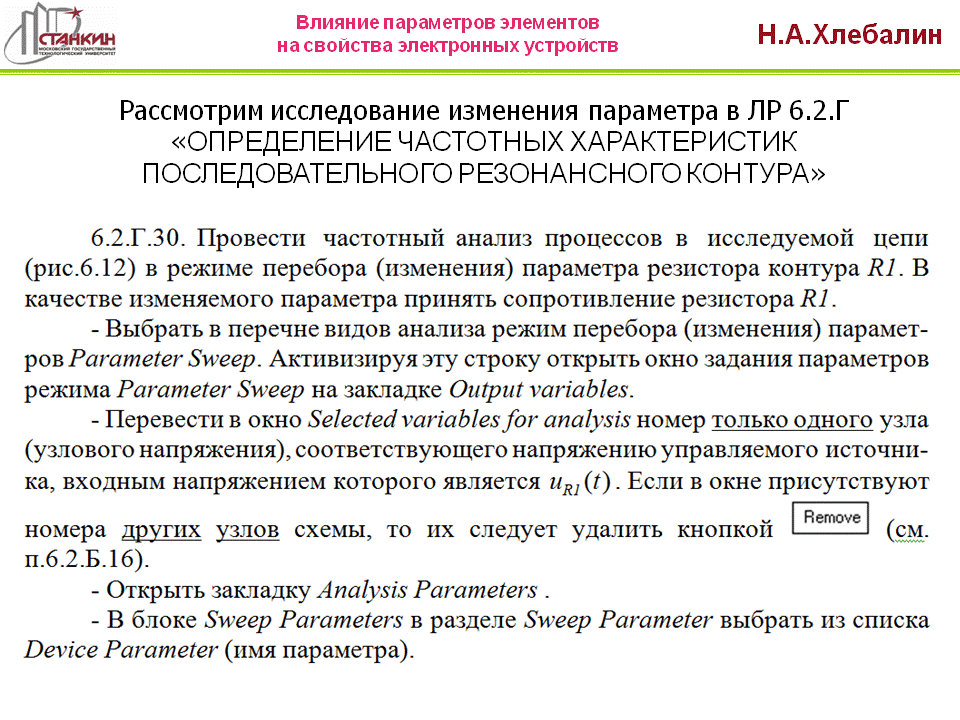 СТАНКИН
МОСКОВСКИЙ ГОСУДАРСТВЕННЫЙ
ТЕХНОЛОГИЧЕСКИЙ УНИВЕРСИТЕТ
Влияние параметров элементов
на свойства электронных устройств
Н.А.Хлебалин
Рассмотрим исследование изменения параметра в ЛР 6.2.Г
«ОПРЕДЕЛЕНИЕ ЧАСТОТНЫХ ХАРАКТЕРИСТИК
ПОСЛЕДОВАТЕЛЬНОГО РЕЗОНАНСНОГО КОНТУРА»
6.2.Г.30. Провести частотный анализ процессов в исследуемой цепи
(рис.6.12) в режиме перебора (изменения) параметра резистора контура R1. В
качестве изменяемого параметра принять сопротивление резистора R1.
- Выбрать в перечне видов анализа режим перебора (изменения) парамет-
ров Parameter Sweep. Активизируя эту строку открыть окно задания параметров
режима Parameter Sweep на закладке Output variables.
- Перевести в окно Selected variables for analysis номер только одного узла
(узлового напряжения), соответствующего напряжению управляемого источни-
ка, входным напряжением которого является uR1(t). Если в окне присутствуют
номера других узлов схемы, то их следует удалить кнопкой Remove (см.
п.6.2.Б.16).
- Открыть закладку Analysis Parameters .
- В блоке Sweep Parameters в разделе Sweep Parameter выбрать из списка
Device Parameter (имя параметра).